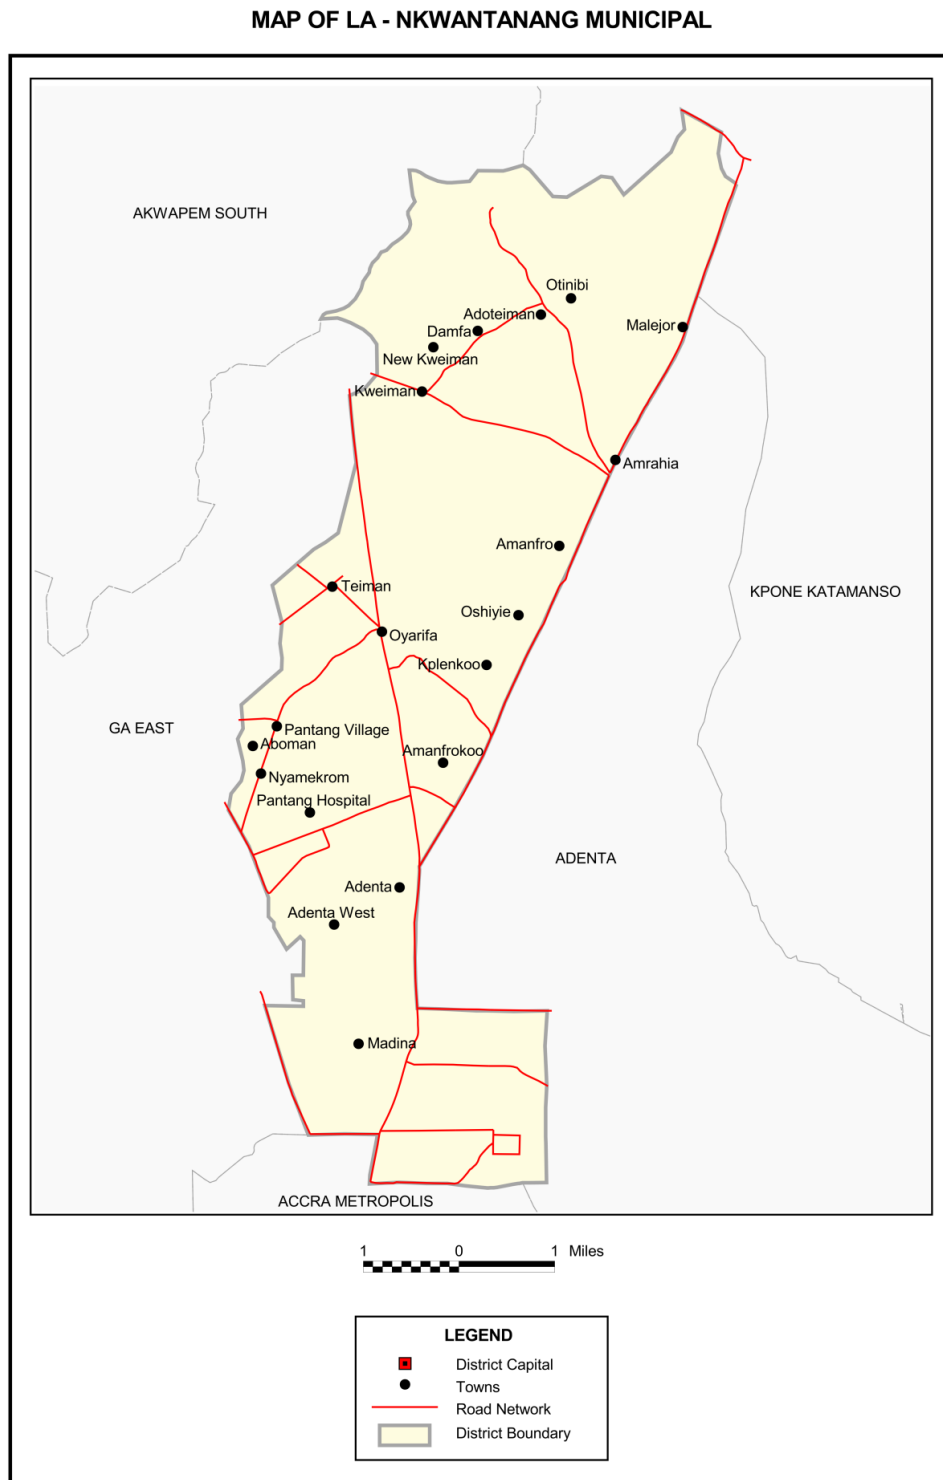 MAP OF LA - NKWANTANANG MUNICIPAL
AKWAPEM SOUTH
Otinibi
Adoteiman
Malejor
Damfa
New Kweiman
Kweiman
Amrahia
Amanfro
Teiman
KPONE KATAMANSO
Oshiyie
Oyarifa
Kplenkoo
GA EAST
Pantang Village
Aboman
Amanfrokoo
Nyamekrom
Pantang Hospital
ADENTA
Adenta
Adenta West
Madina
ACCRA METROPOLIS
1 0 1 Miles
LEGEND
District Capital
Towns
Road Network
District Boundary